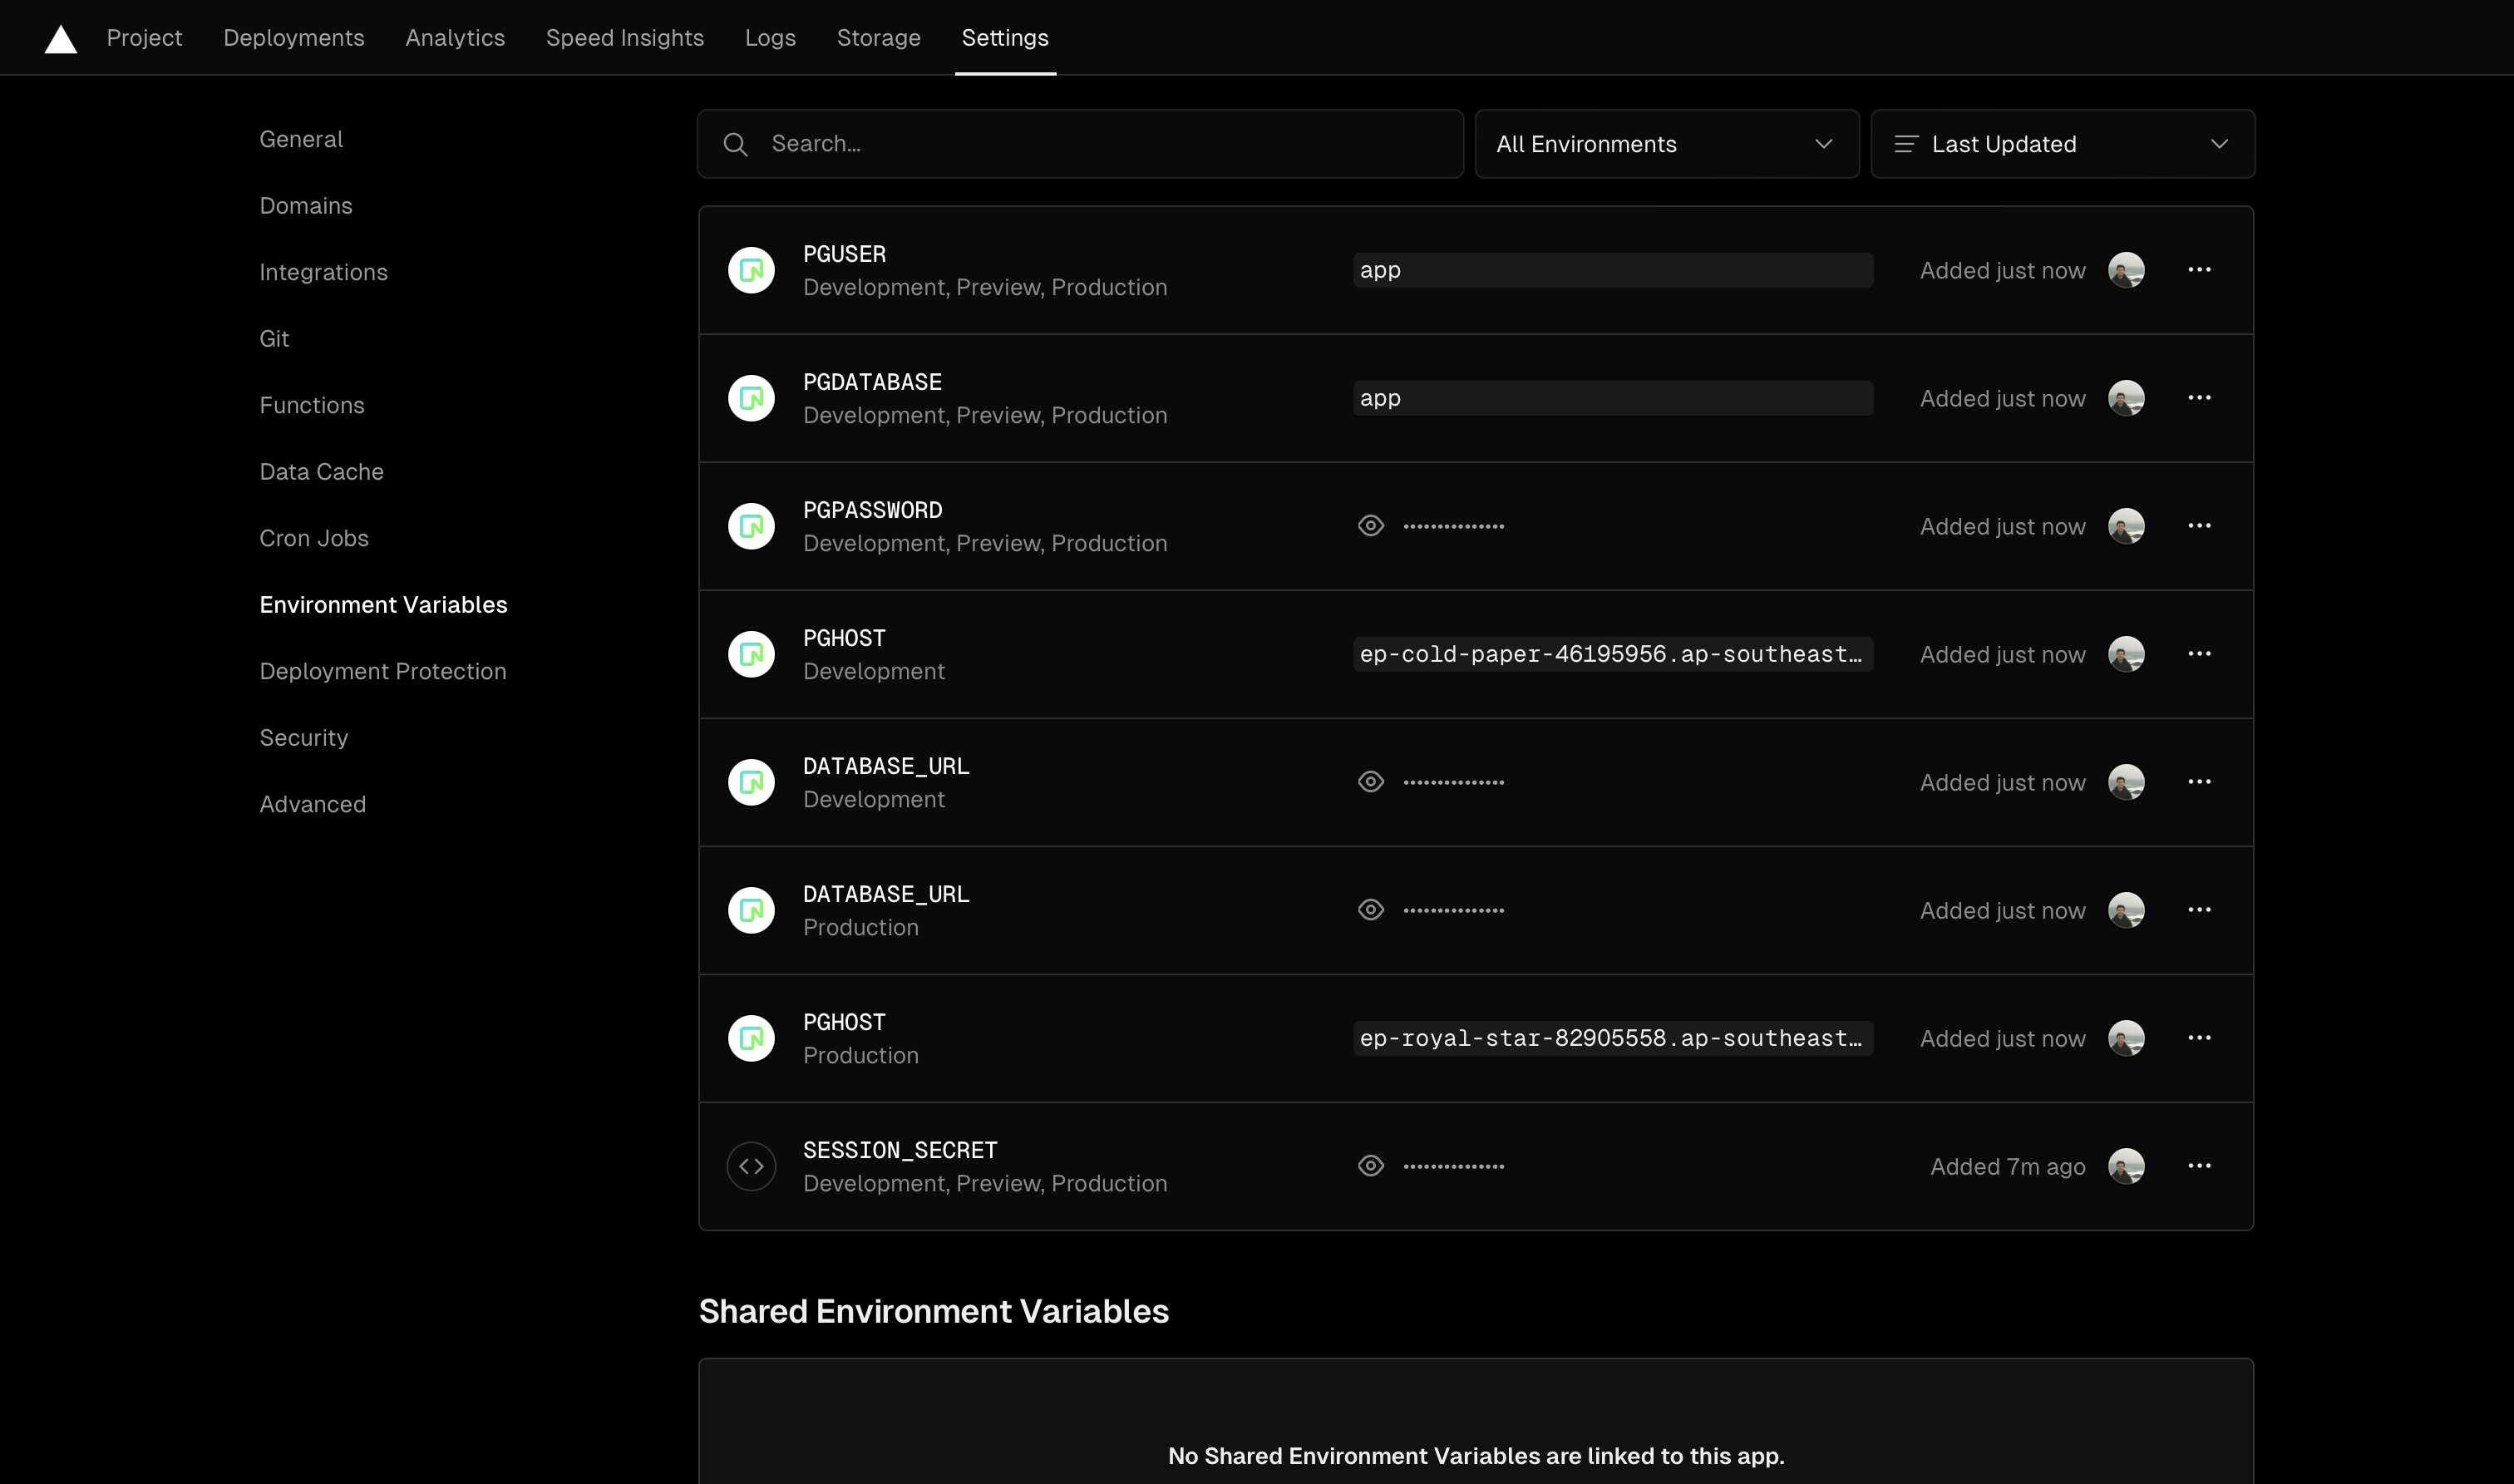 Project Deployments Analytics Speed Insights Logs Storage Settings
General
Domains
Integrations
Git
Functions
Data Cache
Cron Jobs
Environment Variables
Deployment Protection
Security
Advanced
Search... All Environments Last Updated
PGUSER
Development, Preview, Production
app
Added just now
PGDATABASE
Development, Preview, Production
app
Added just now
PGPASSWORD
Development, Preview, Production
•••••••••••••••
Added just now
PGHOST
Development
ep-cold-paper-46195956.ap-southeast…
Added just now
DATABASE_URL
Development
•••••••••••••••
Added just now
DATABASE_URL
Production
•••••••••••••••
Added just now
PGHOST
Production
ep-royal-star-82905558.ap-southeast…
Added just now
SESSION_SECRET
Development, Preview, Production
•••••••••••••••
Added 7m ago
Shared Environment Variables
No Shared Environment Variables are linked to this app.